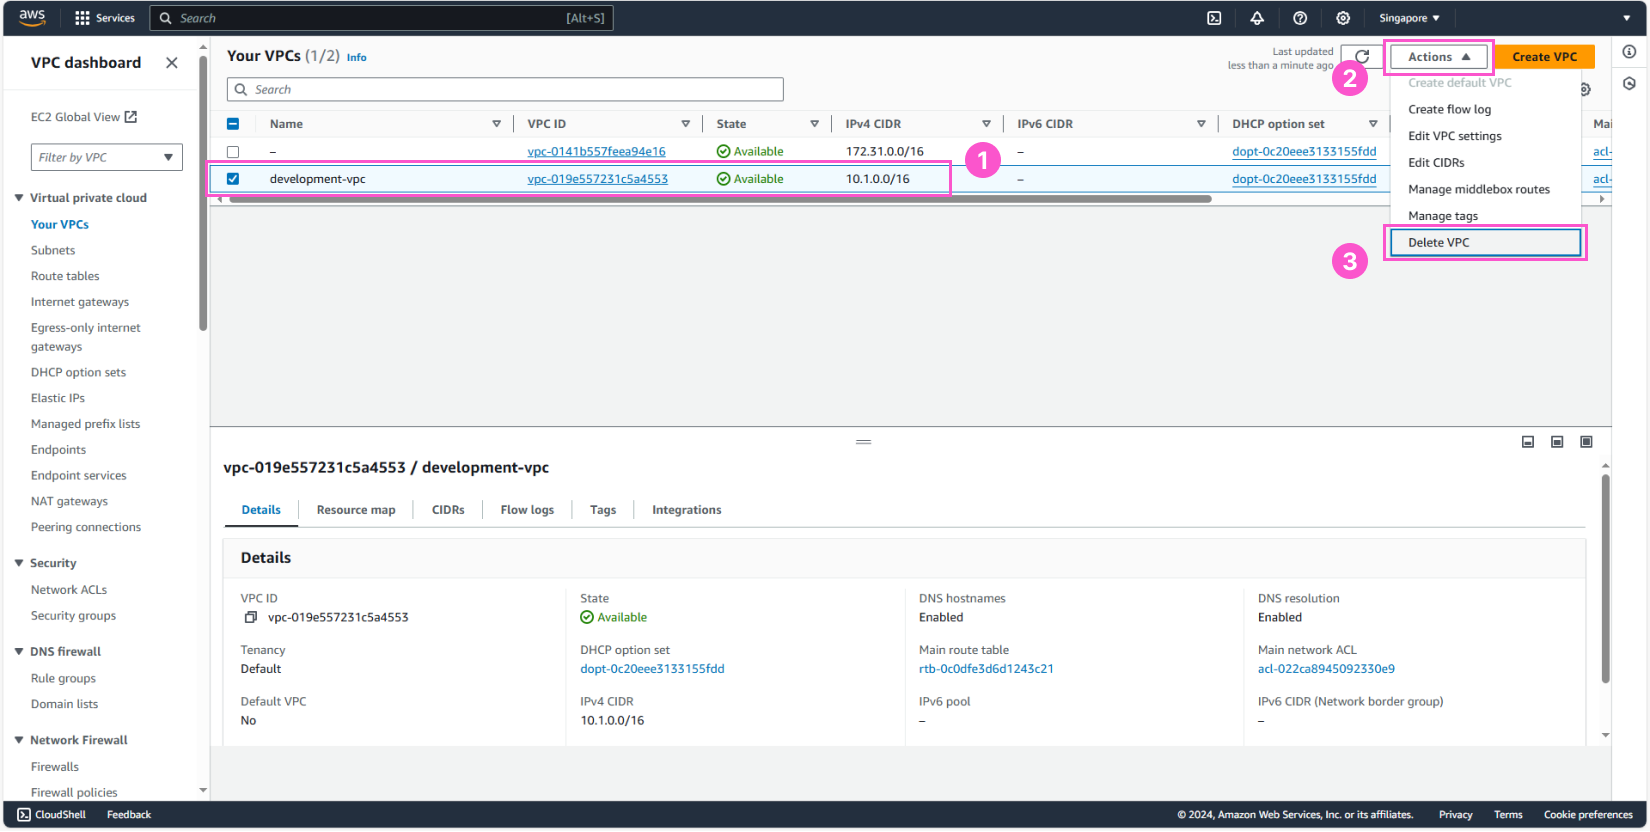 aws
Services
Search
[Alt+S]
Singapore
VPC dashboard
EC2 Global View
Filter by VPC
Virtual private cloud
Your VPCs
Subnets
Route tables
Internet gateways
Egress-only internet
gateways
DHCP option sets
Elastic IPs
Managed prefix lists
Endpoints
Endpoint services
NAT gateways
Peering connections
Security
Network ACLs
Security groups
DNS firewall
Rule groups
Domain lists
Network Firewall
Firewalls
Firewall policies
Your VPCs (1/2) Info
Last updated
less than a minute ago
2
Actions
Create VPC
Search
Create default VPC
Create flow log
Edit VPC settings
Edit CIDRs
Manage middlebox routes
Manage tags
Delete VPC
3
Name VPC ID State IPv4 CIDR IPv6 CIDR DHCP option set Mai
– vpc-0141b557feea94e16 Available 172.31.0.0/16 – dopt-0c20eee3133155fdd acl-
1
development-vpc vpc-019e557231c5a4553 Available 10.1.0.0/16 – dopt-0c20eee3133155fdd acl-
vpc-019e557231c5a4553 / development-vpc
Details Resource map CIDRs Flow logs Tags Integrations
Details
VPC ID
vpc-019e557231c5a4553
State
Available
DNS hostnames
Enabled
DNS resolution
Enabled
Tenancy
Default
DHCP option set
dopt-0c20eee3133155fdd
Main route table
rtb-0c0dfe3d6d1243c21
Main network ACL
acl-022ca8945092330e9
Default VPC
No
IPv4 CIDR
10.1.0.0/16
IPv6 pool
–
IPv6 CIDR (Network border group)
–
CloudShell Feedback
© 2024, Amazon Web Services, Inc. or its affiliates. Privacy Terms Cookie preferences